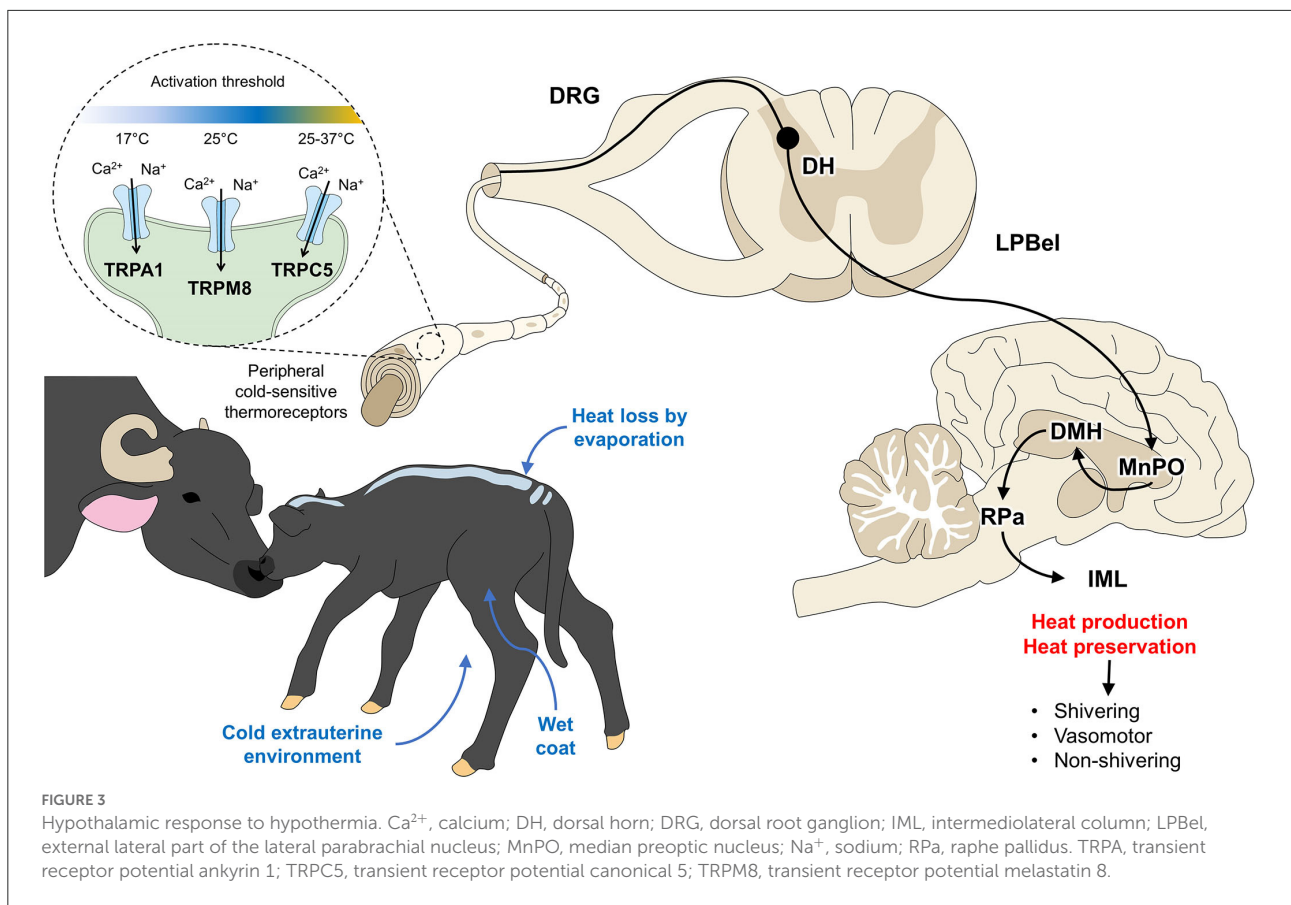 Activation threshold
17°C
25°C
25-37°C
Ca²⁺
Na⁺
Ca²⁺
Na⁺
Ca²⁺
Na⁺
TRPA1
TRPM8
TRPC5
Peripheral
cold-sensitive
thermoreceptors
DRG
DH
LPBel
DMH
MnPO
RPa
IML
Heat production
Heat preservation
• Shivering
• Vasomotor
• Non-shivering
Heat loss by
evaporation
Cold extrauterine
environment
Wet
coat
FIGURE 3
Hypothalamic response to hypothermia. Ca²⁺, calcium; DH, dorsal horn; DRG, dorsal root ganglion; IML, intermediolateral column; LPBel,
external lateral part of the lateral parabrachial nucleus; MnPO, median preoptic nucleus; Na⁺, sodium; RPa, raphe pallidus. TRPA, transient
receptor potential ankyrin 1; TRPC5, transient receptor potential canonical 5; TRPM8, transient receptor potential melastatin 8.